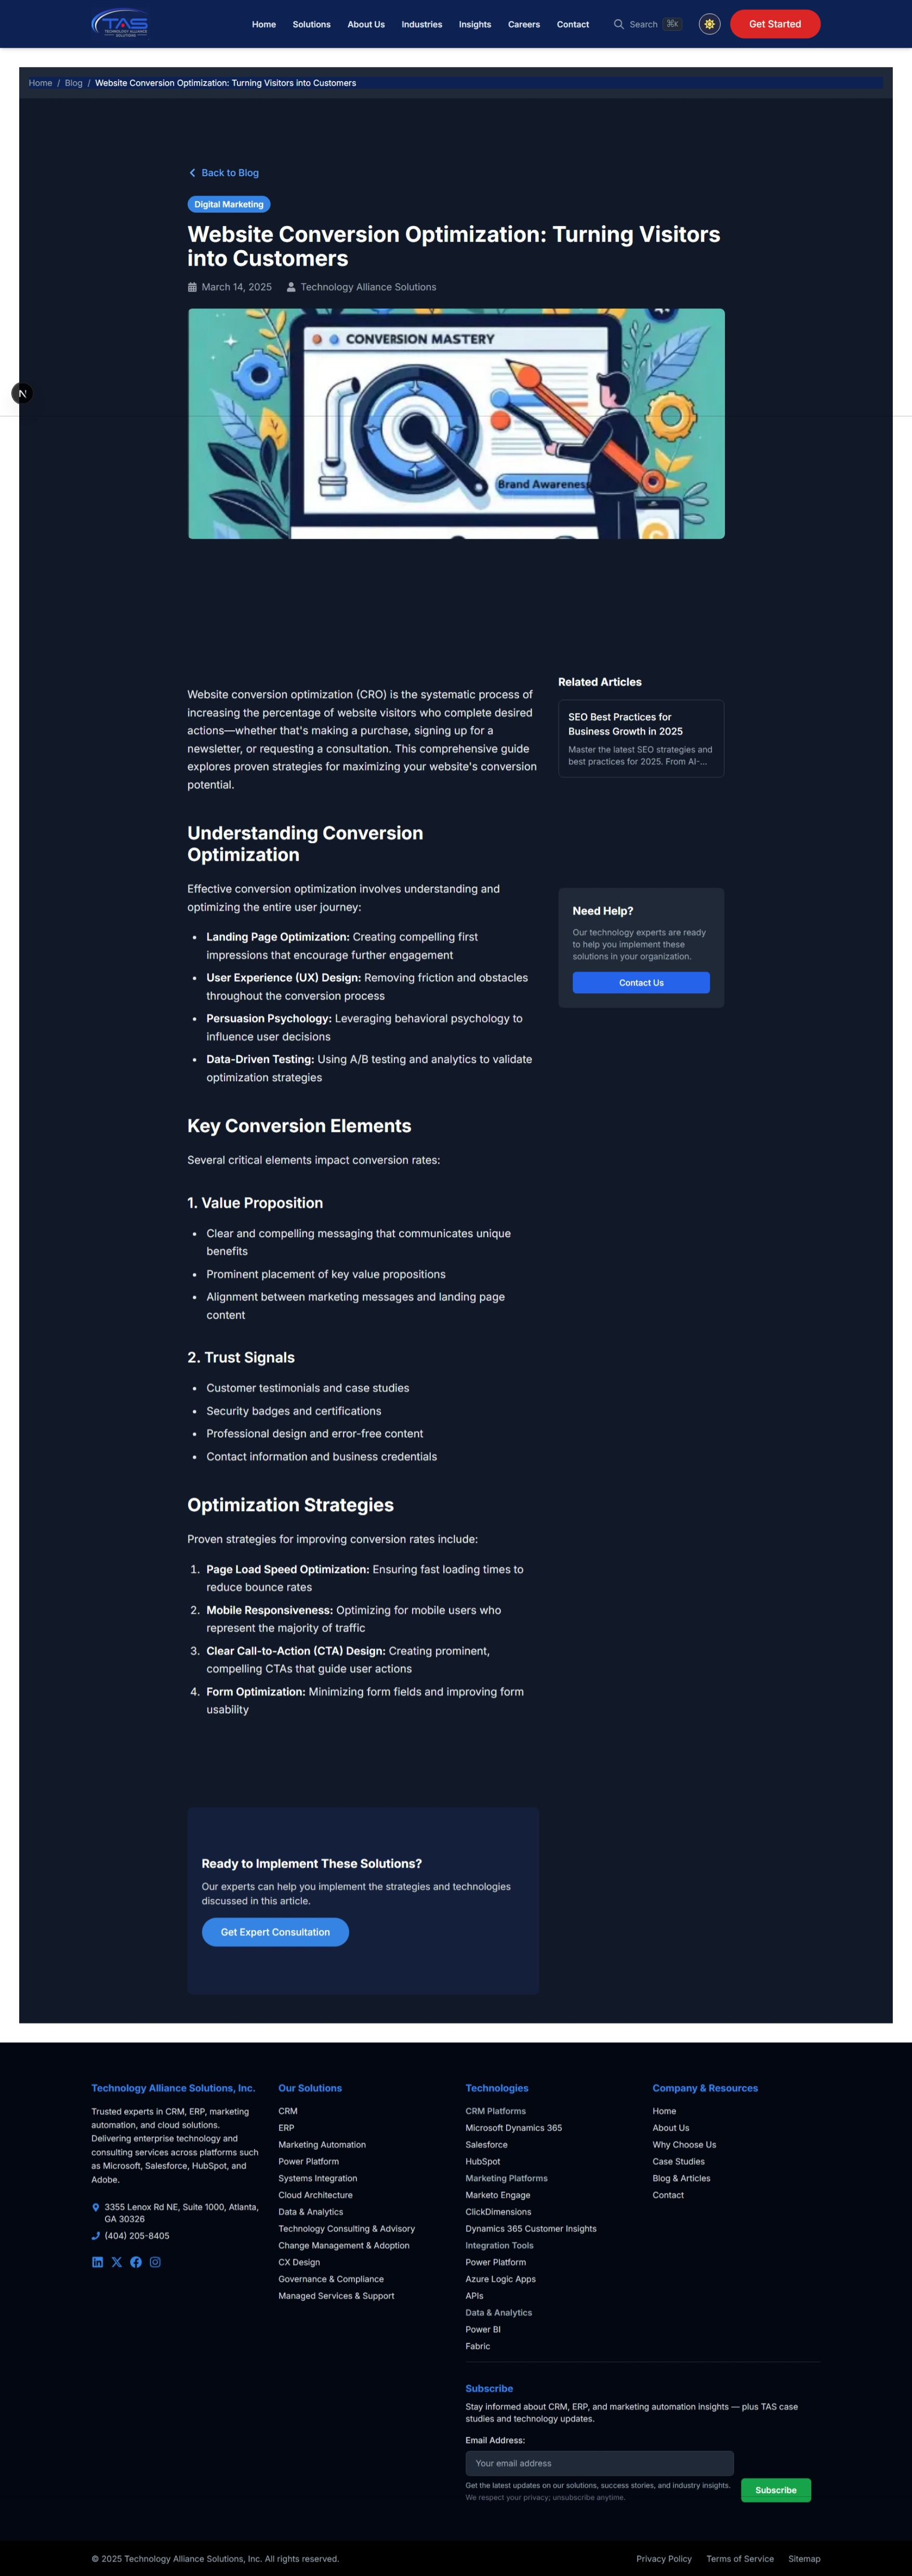 TAS
TECHNOLOGY ALLIANCE
SOLUTIONS
Home Solutions About Us Industries Insights Careers Contact Search ⌘K Get Started
Home / Blog / Website Conversion Optimization: Turning Visitors into Customers
Back to Blog
Digital Marketing
Website Conversion Optimization: Turning Visitors
into Customers
March 14, 2025 Technology Alliance Solutions
CONVERSION MASTERY
Brand Awareness
N
Website conversion optimization (CRO) is the systematic process of
increasing the percentage of website visitors who complete desired
actions—whether that's making a purchase, signing up for a
newsletter, or requesting a consultation. This comprehensive guide
explores proven strategies for maximizing your website's conversion
potential.
Understanding Conversion
Optimization
Effective conversion optimization involves understanding and
optimizing the entire user journey:
• Landing Page Optimization: Creating compelling first
impressions that encourage further engagement
• User Experience (UX) Design: Removing friction and obstacles
throughout the conversion process
• Persuasion Psychology: Leveraging behavioral psychology to
influence user decisions
• Data-Driven Testing: Using A/B testing and analytics to validate
optimization strategies
Key Conversion Elements
Several critical elements impact conversion rates:
1. Value Proposition
• Clear and compelling messaging that communicates unique
benefits
• Prominent placement of key value propositions
• Alignment between marketing messages and landing page
content
2. Trust Signals
• Customer testimonials and case studies
• Security badges and certifications
• Professional design and error-free content
• Contact information and business credentials
Optimization Strategies
Proven strategies for improving conversion rates include:
1. Page Load Speed Optimization: Ensuring fast loading times to
reduce bounce rates
2. Mobile Responsiveness: Optimizing for mobile users who
represent the majority of traffic
3. Clear Call-to-Action (CTA) Design: Creating prominent,
compelling CTAs that guide user actions
4. Form Optimization: Minimizing form fields and improving form
usability
Ready to Implement These Solutions?
Our experts can help you implement the strategies and technologies
discussed in this article.
Get Expert Consultation
Related Articles
SEO Best Practices for
Business Growth in 2025
Master the latest SEO strategies and
best practices for 2025. From AI-...
Need Help?
Our technology experts are ready
to help you implement these
solutions in your organization.
Contact Us
Technology Alliance Solutions, Inc.
Trusted experts in CRM, ERP, marketing
automation, and cloud solutions.
Delivering enterprise technology and
consulting services across platforms such
as Microsoft, Salesforce, HubSpot, and
Adobe.
3355 Lenox Rd NE, Suite 1000, Atlanta,
GA 30326
(404) 205-8405
Our Solutions
CRM
ERP
Marketing Automation
Power Platform
Systems Integration
Cloud Architecture
Data & Analytics
Technology Consulting & Advisory
Change Management & Adoption
CX Design
Governance & Compliance
Managed Services & Support
Technologies
CRM Platforms
Microsoft Dynamics 365
Salesforce
HubSpot
Marketing Platforms
Marketo Engage
ClickDimensions
Dynamics 365 Customer Insights
Integration Tools
Power Platform
Azure Logic Apps
APIs
Data & Analytics
Power BI
Fabric
Company & Resources
Home
About Us
Why Choose Us
Case Studies
Blog & Articles
Contact
Subscribe
Stay informed about CRM, ERP, and marketing automation insights — plus TAS case
studies and technology updates.
Email Address:
Your email address
Get the latest updates on our solutions, success stories, and industry insights.
We respect your privacy; unsubscribe anytime.
Subscribe
© 2025 Technology Alliance Solutions, Inc. All rights reserved.
Privacy Policy Terms of Service Sitemap